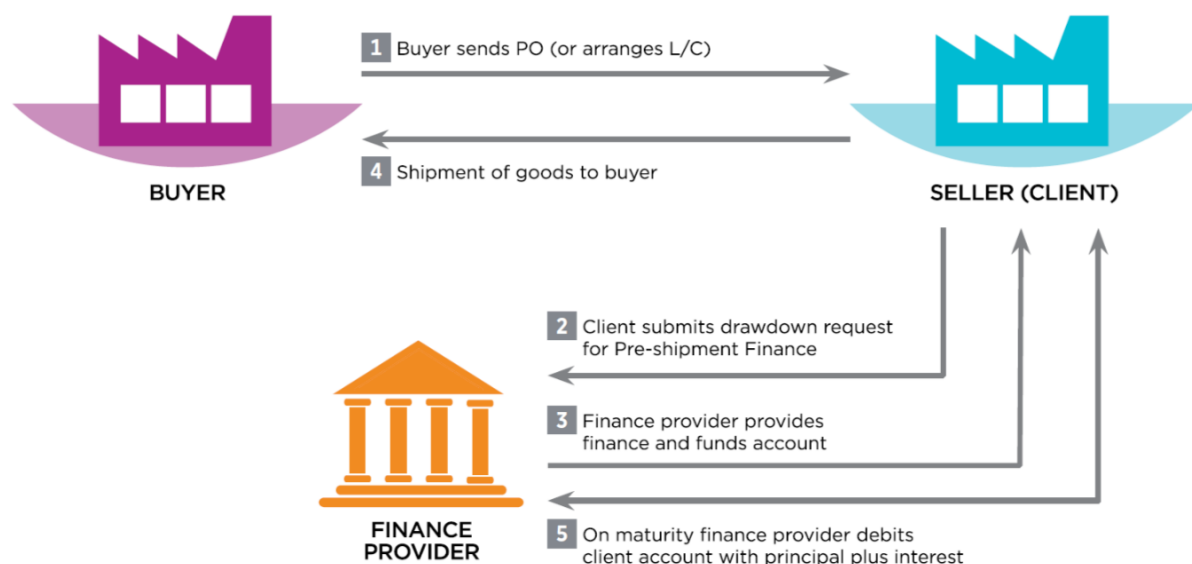 1 Buyer sends PO (or arranges L/C)
4 Shipment of goods to buyer
BUYER
SELLER (CLIENT)
2 Client submits drawdown request
for Pre-shipment Finance
3 Finance provider provides
finance and funds account
FINANCE
PROVIDER
5 On maturity finance provider debits
client account with principal plus interest